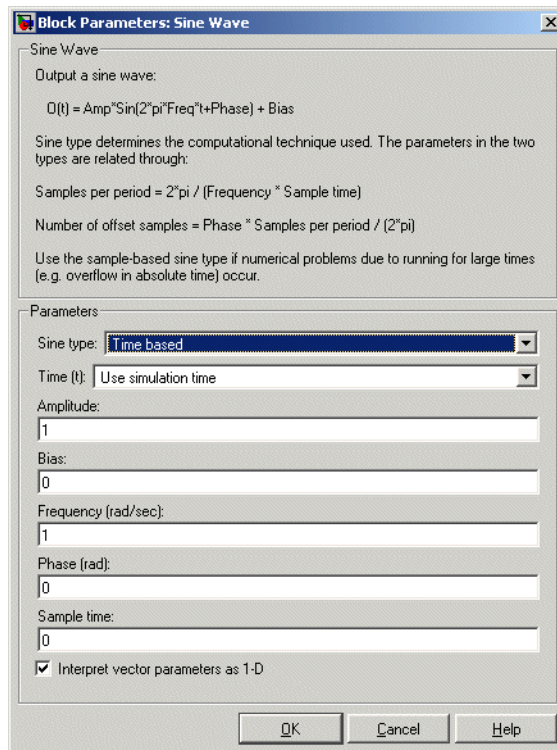 Block Parameters: Sine Wave
Sine Wave
Output a sine wave:
O(t) = Amp*Sin(2*pi*Freq*t+Phase) + Bias
Sine type determines the computational technique used. The parameters in the two
types are related through:
Samples per period = 2*pi / (Frequency * Sample time)
Number of offset samples = Phase * Samples per period / (2*pi)
Use the sample-based sine type if numerical problems due to running for large times
(e.g. overflow in absolute time) occur.
Parameters
Sine type: Time based
Time (t): Use simulation time
Amplitude:
1
Bias:
0
Frequency (rad/sec):
1
Phase (rad):
0
Sample time:
0
Interpret vector parameters as 1-D
OK Cancel Help